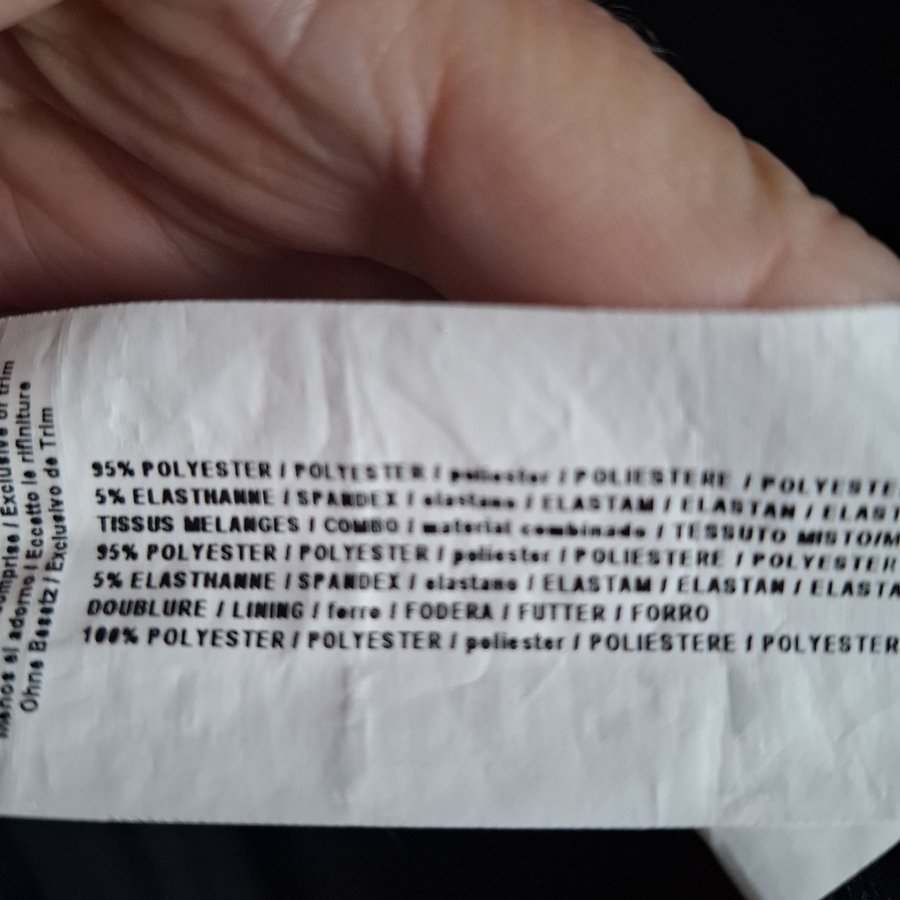 95% POLYESTER / POLYESTER / poliester / POLIESTERE / POLYESTE
5% ELASTHANNE / SPANDEX / elastano / ELASTAM / ELASTAN / ELAST
TISSUS MELANGES / COMBO / material combinado / TESSUTO MISTO/M
95% POLYESTER / POLYESTER / poliester / POLIESTERE / POLYESTER
5% ELASTHANNE / SPANDEX / elastano / ELASTAM / ELASTAN / ELASTA
DOUBLURE / LINING / forro / FODERA / FUTTER / FORRO
100% POLYESTER / POLYESTER / poliester / POLIESTERE / POLYESTER
comprise / Exclusive of trim
Menos el adorno / Eccetto le rifiniture
Ohne Besatz / Exclusivo de Trim